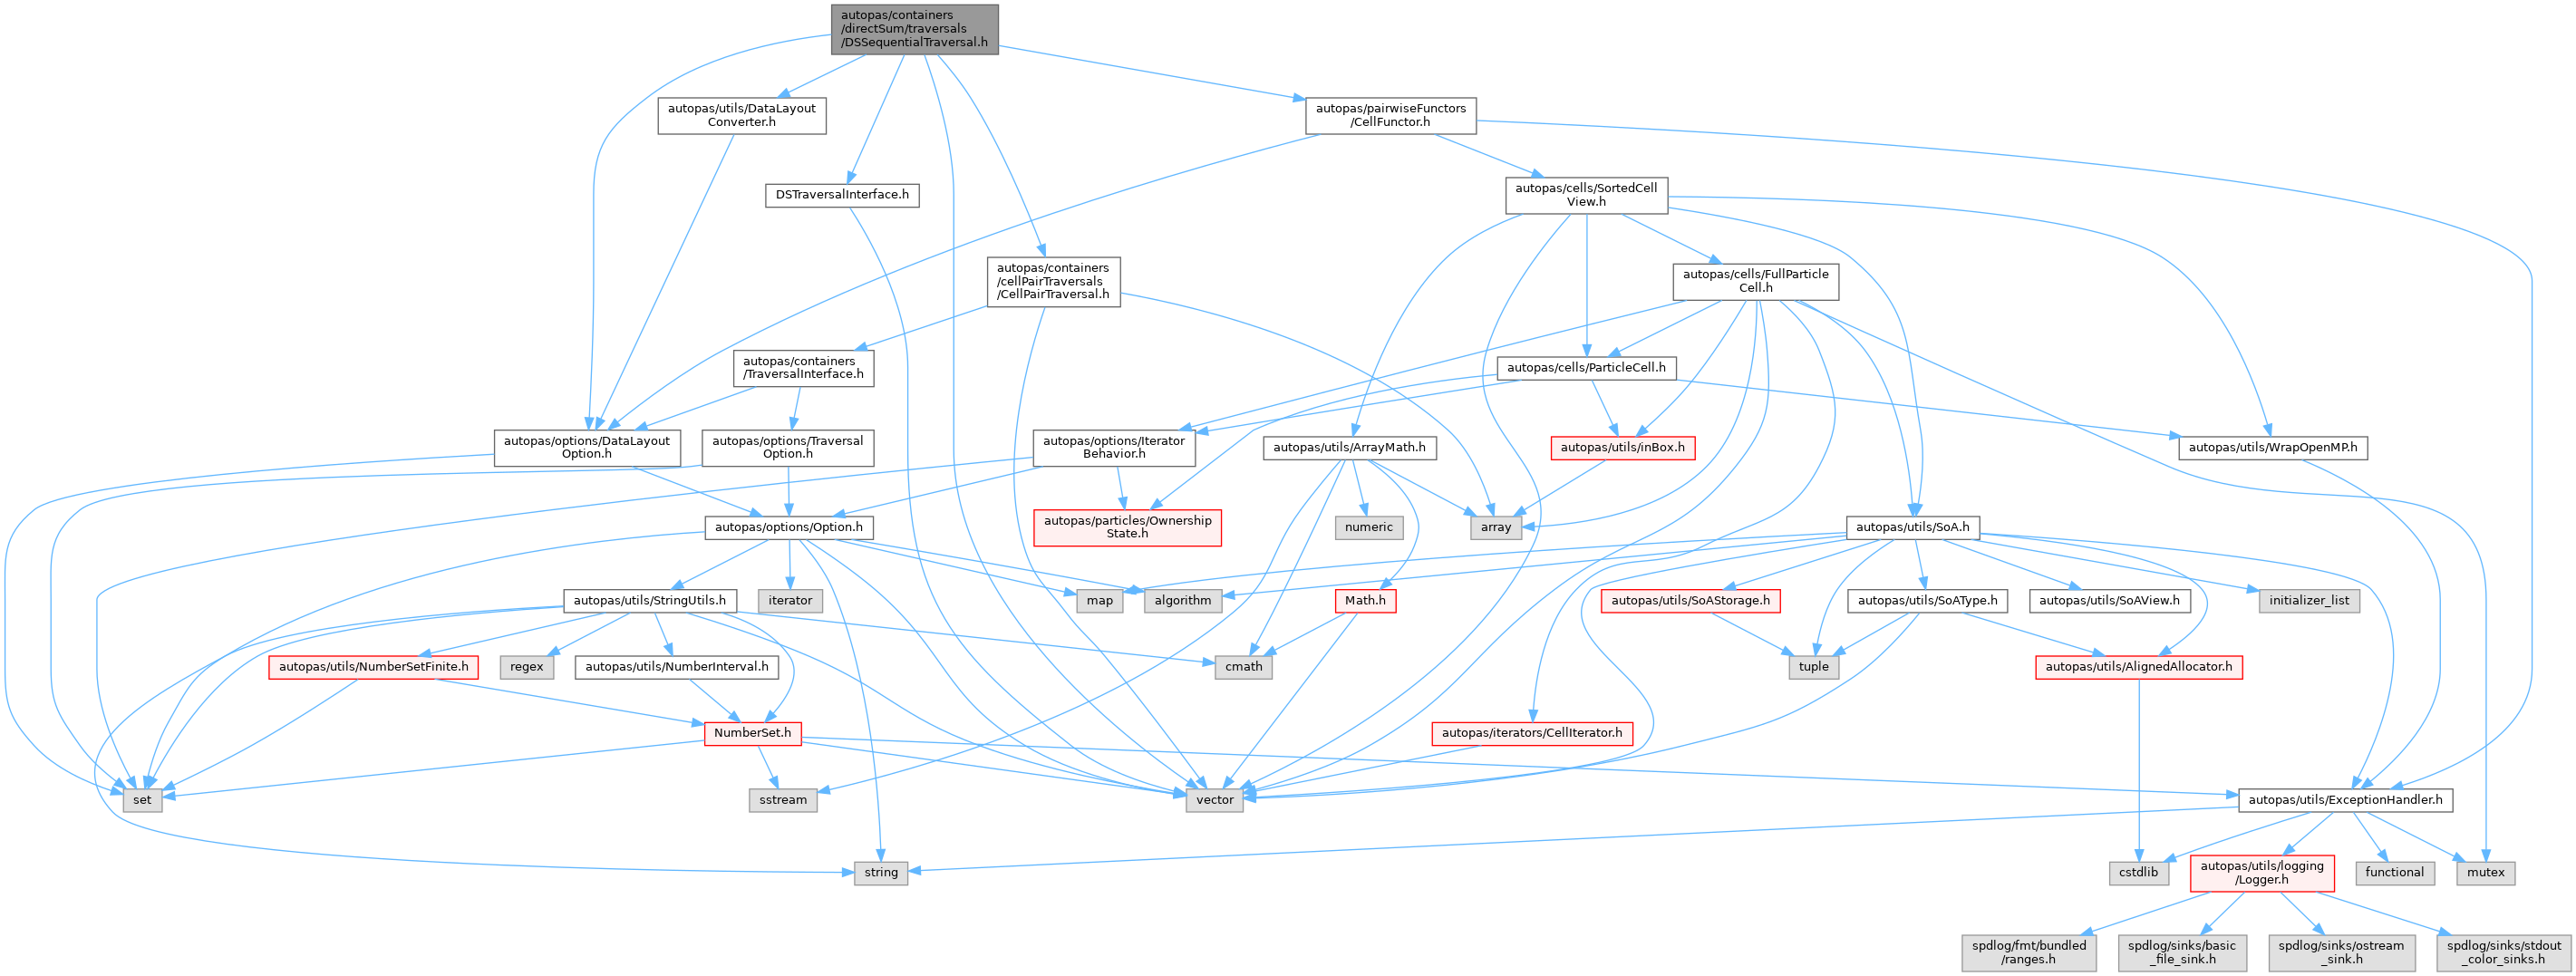 autopas/containers
/directSum/traversals
/DSSequentialTraversal.h
autopas/utils/DataLayout
Converter.h
autopas/pairwiseFunctors
/CellFunctor.h
DSTraversalInterface.h
autopas/cells/SortedCell
View.h
autopas/containers
/cellPairTraversals
/CellPairTraversal.h
autopas/cells/FullParticle
Cell.h
autopas/containers
/TraversalInterface.h
autopas/cells/ParticleCell.h
autopas/options/DataLayout
Option.h
autopas/options/Traversal
Option.h
autopas/options/Iterator
Behavior.h
autopas/utils/ArrayMath.h
autopas/utils/inBox.h
autopas/utils/WrapOpenMP.h
autopas/options/Option.h
autopas/particles/Ownership
State.h
numeric
array
autopas/utils/SoA.h
autopas/utils/StringUtils.h
iterator
map
algorithm
Math.h
autopas/utils/SoAStorage.h
autopas/utils/SoAType.h
autopas/utils/SoAView.h
initializer_list
autopas/utils/NumberSetFinite.h
regex
autopas/utils/NumberInterval.h
cmath
tuple
autopas/utils/AlignedAllocator.h
NumberSet.h
autopas/iterators/CellIterator.h
set
sstream
vector
autopas/utils/ExceptionHandler.h
string
cstdlib
autopas/utils/logging
/Logger.h
functional
mutex
spdlog/fmt/bundled
/ranges.h
spdlog/sinks/basic
_file_sink.h
spdlog/sinks/ostream
_sink.h
spdlog/sinks/stdout
_color_sinks.h